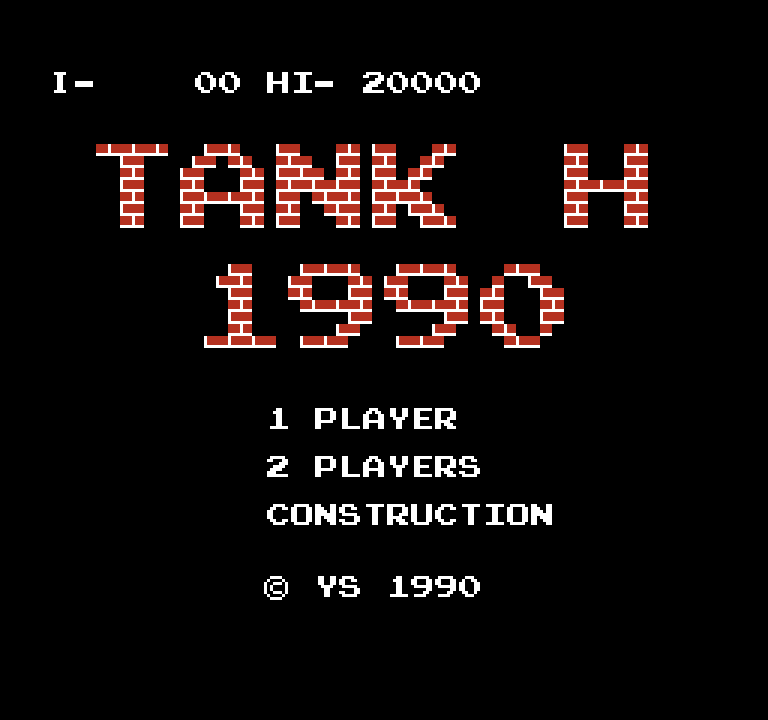 I-     00 HI- 20000
TANK  H
1990
1 PLAYER
2 PLAYERS
CONSTRUCTION
© YS 1990